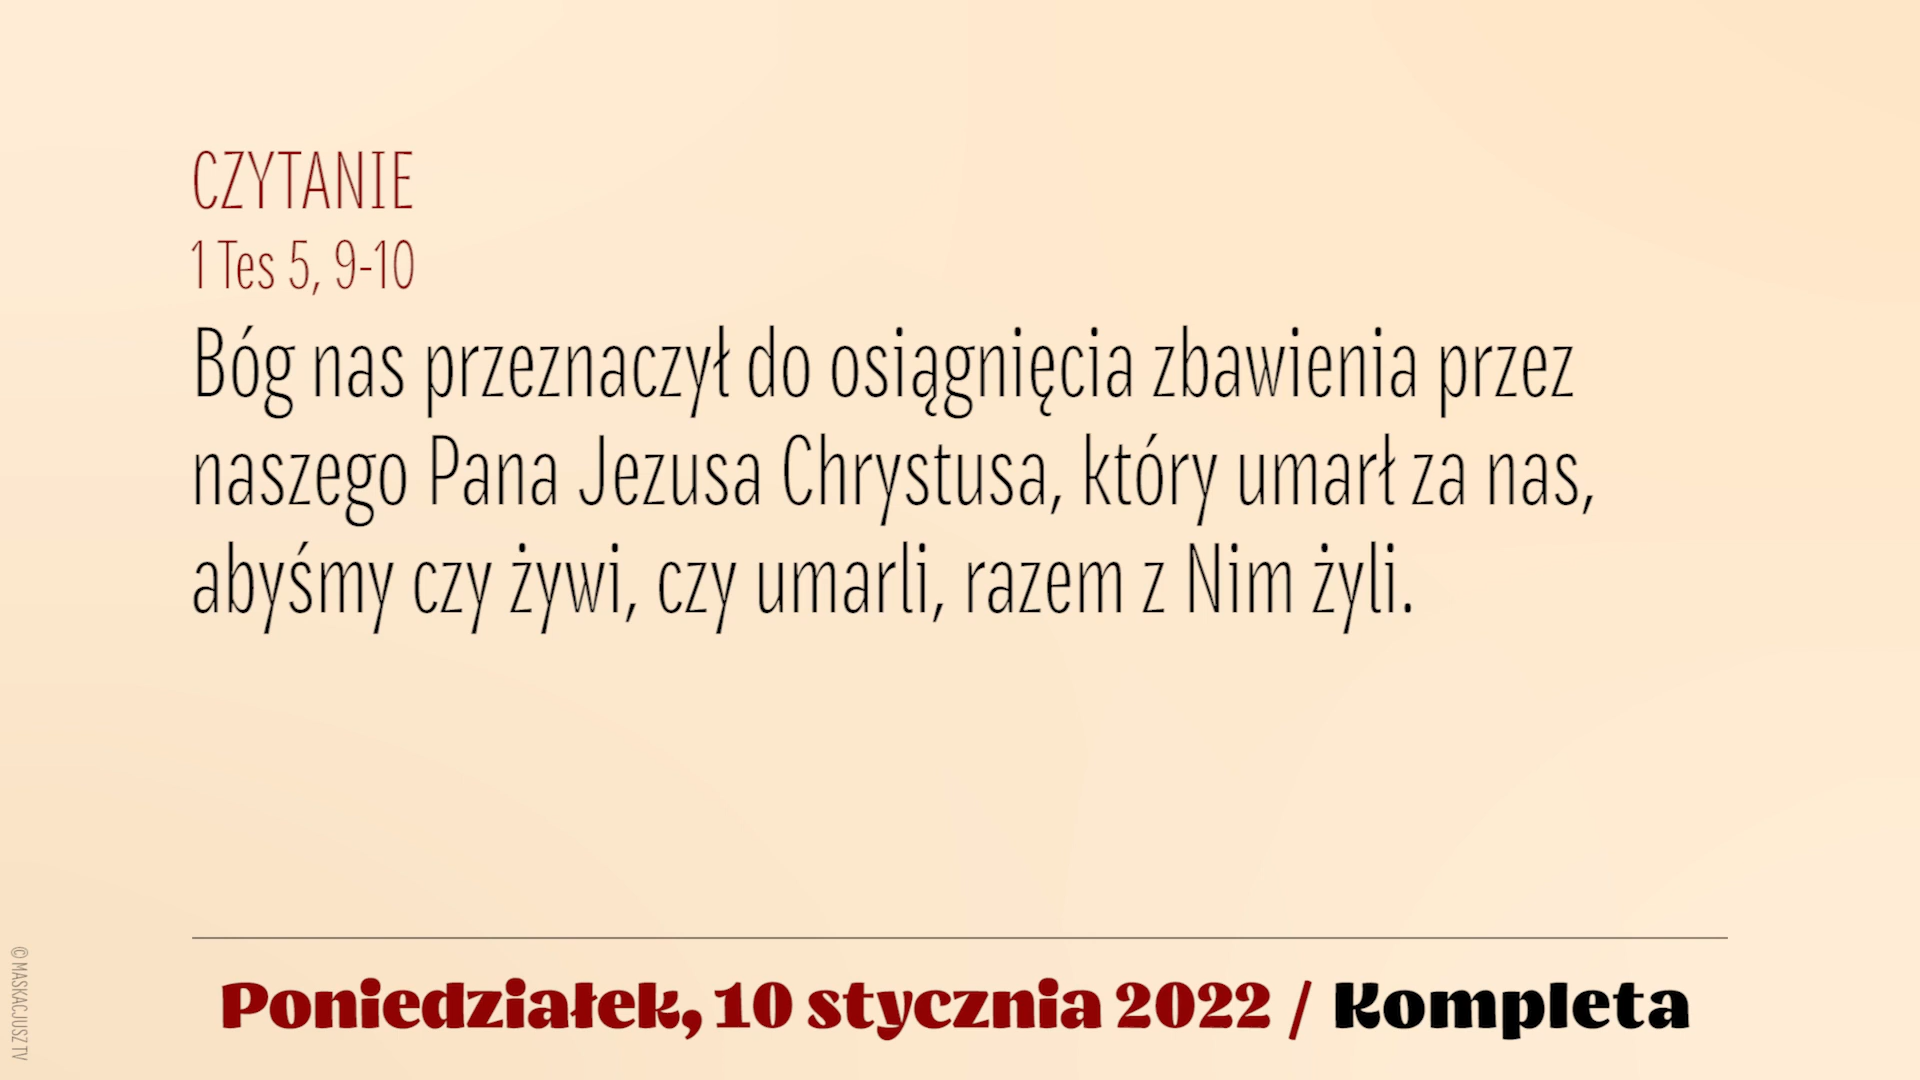 CZYTANIE
1 Tes 5, 9-10
Bóg nas przeznaczył do osiągnięcia zbawienia przez
naszego Pana Jezusa Chrystusa, który umarł za nas,
abyśmy czy żywi, czy umarli, razem z Nim żyli.
Poniedziałek, 10 stycznia 2022 / Kompleta
© MASKACJUSZ TV